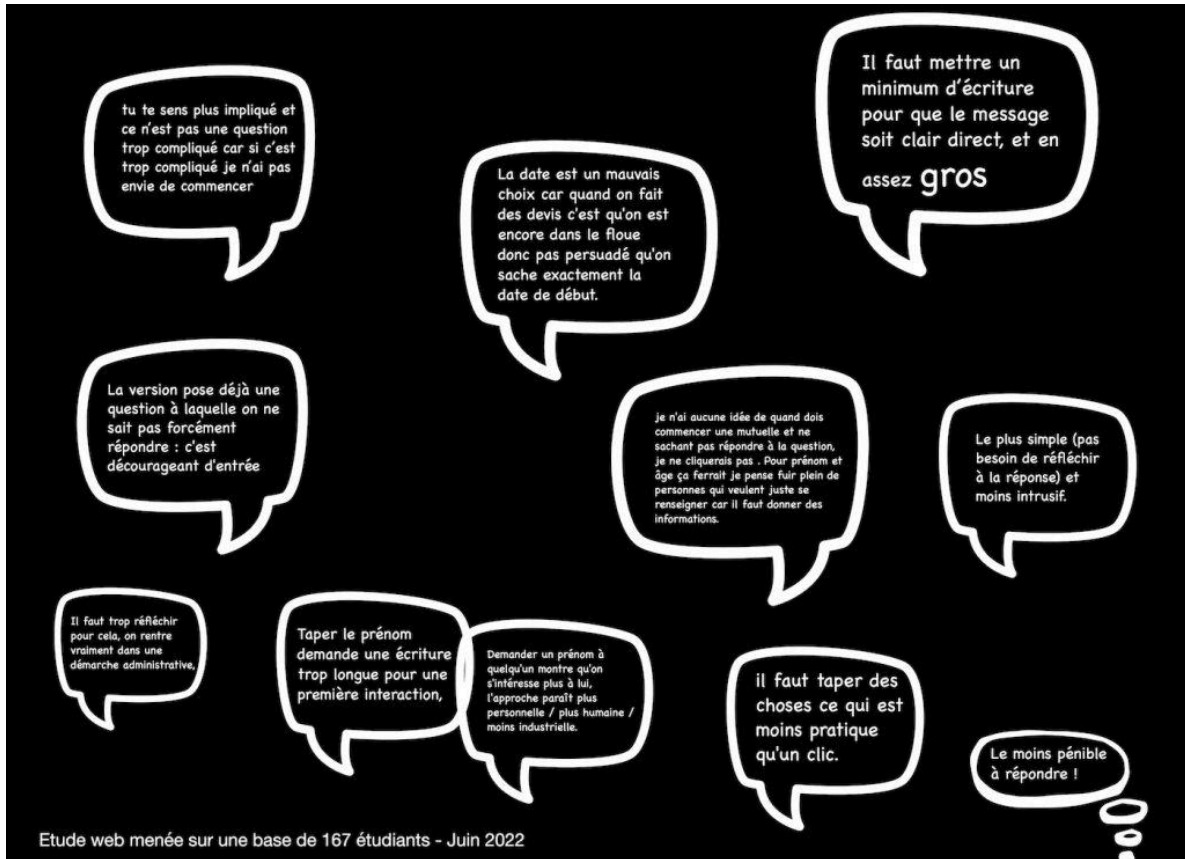 tu te sens plus impliqué et
ce n'est pas une question
trop compliqué car si c'est
trop compliqué je n'ai pas
envie de commencer
La date est un mauvais
choix car quand on fait
des devis c'est qu'on est
encore dans le floue
donc pas persuadé qu'on
sache exactement la
date de début.
Il faut mettre un
minimum d'écriture
pour que le message
soit clair direct, et en
assez gros
La version pose déjà une
question à laquelle on ne
sait pas forcément
répondre : c'est
décourageant d'entrée
je n'ai aucune idée de quand dois
commencer une mutuelle et ne
sachant pas répondre à la question,
je ne cliquerais pas . Pour prénom et
âge ça ferrait je pense fuir plein de
personnes qui veulent juste se
renseigner car il faut donner des
informations.
Le plus simple (pas
besoin de réfléchir
à la réponse) et
moins intrusif.
Il faut trop réfléchir
pour cela, on rentre
vraiment dans une
démarche administrative,
Taper le prénom
demande une écriture
trop longue pour une
première interaction,
Demander un prénom à
quelqu'un montre qu'on
s'intéresse plus à lui,
l'approche paraît plus
personnelle / plus humaine /
moins industrielle.
il faut taper des
choses ce qui est
moins pratique
qu'un clic.
Le moins pénible
à répondre !
Etude web menée sur une base de 167 étudiants - Juin 2022